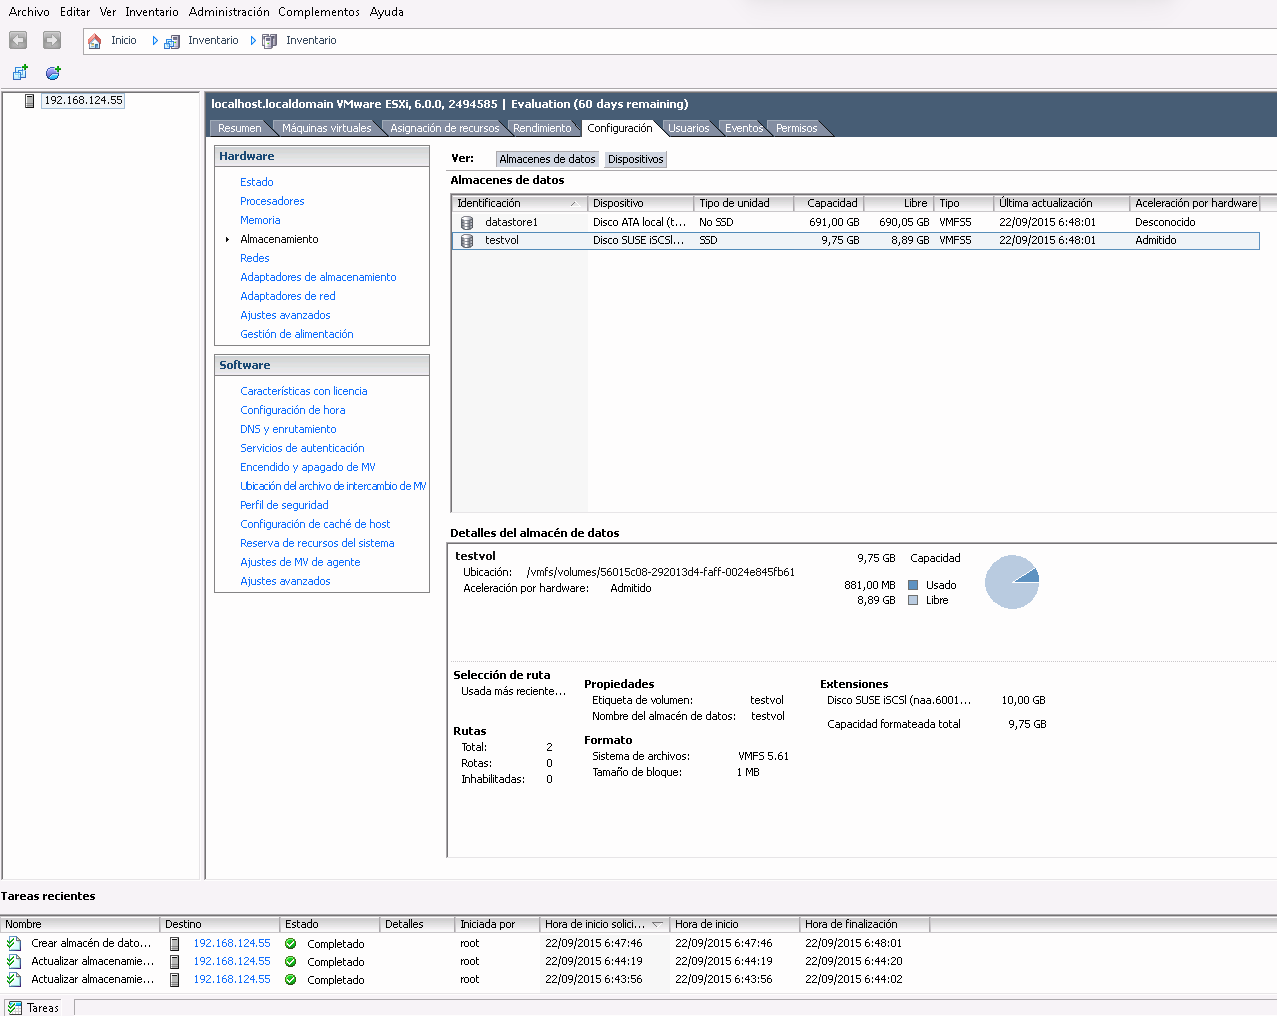 Archivo Editar Ver Inventario Administración Complementos Ayuda
Inicio Inventario Inventario
192.168.124.55
localhost.localdomain VMware ESXi, 6.0.0, 2494585 | Evaluation (60 days remaining)
Resumen Máquinas virtuales Asignación de recursos Rendimiento Configuración Usuarios Eventos Permisos
Hardware
Estado
Procesadores
Memoria
Almacenamiento
Redes
Adaptadores de almacenamiento
Adaptadores de red
Ajustes avanzados
Gestión de alimentación
Software
Características con licencia
Configuración de hora
DNS y enrutamiento
Servicios de autenticación
Encendido y apagado de MV
Ubicación del archivo de intercambio de MV
Perfil de seguridad
Configuración de caché de host
Reserva de recursos del sistema
Ajustes de MV de agente
Ajustes avanzados
Ver: Almacenes de datos Dispositivos
Almacenes de datos
Identificación Dispositivo Tipo de unidad Capacidad Libre Tipo Última actualización Aceleración por hardware
datastore1 Disco ATA local (t... No SSD 691,00 GB 690,05 GB VMFS5 22/09/2015 6:48:01 Desconocido
testvol Disco SUSE iSCSI... SSD 9,75 GB 8,89 GB VMFS5 22/09/2015 6:48:01 Admitido
Detalles del almacén de datos
testvol 9,75 GB Capacidad
Ubicación: /vmfs/volumes/56015c08-292013d4-faff-0024e845fb61
Aceleración por hardware: Admitido
881,00 MB Usado
8,89 GB Libre
Selección de ruta
Usada más reciente...
Rutas
Total: 2
Rotas: 0
Inhabilitadas: 0
Propiedades
Etiqueta de volumen: testvol
Nombre del almacén de datos: testvol
Formato
Sistema de archivos: VMFS 5.61
Tamaño de bloque: 1 MB
Extensiones
Disco SUSE iSCSI (naa.6001... 10,00 GB
Capacidad formateada total 9,75 GB
Tareas recientes
Nombre Destino Estado Detalles Iniciada por Hora de inicio solici... Hora de inicio Hora de finalización
Crear almacén de dato... 192.168.124.55 Completado root 22/09/2015 6:47:46 22/09/2015 6:47:46 22/09/2015 6:48:01
Actualizar almacenamie... 192.168.124.55 Completado root 22/09/2015 6:44:19 22/09/2015 6:44:19 22/09/2015 6:44:20
Actualizar almacenamie... 192.168.124.55 Completado root 22/09/2015 6:43:56 22/09/2015 6:43:56 22/09/2015 6:44:02
Tareas